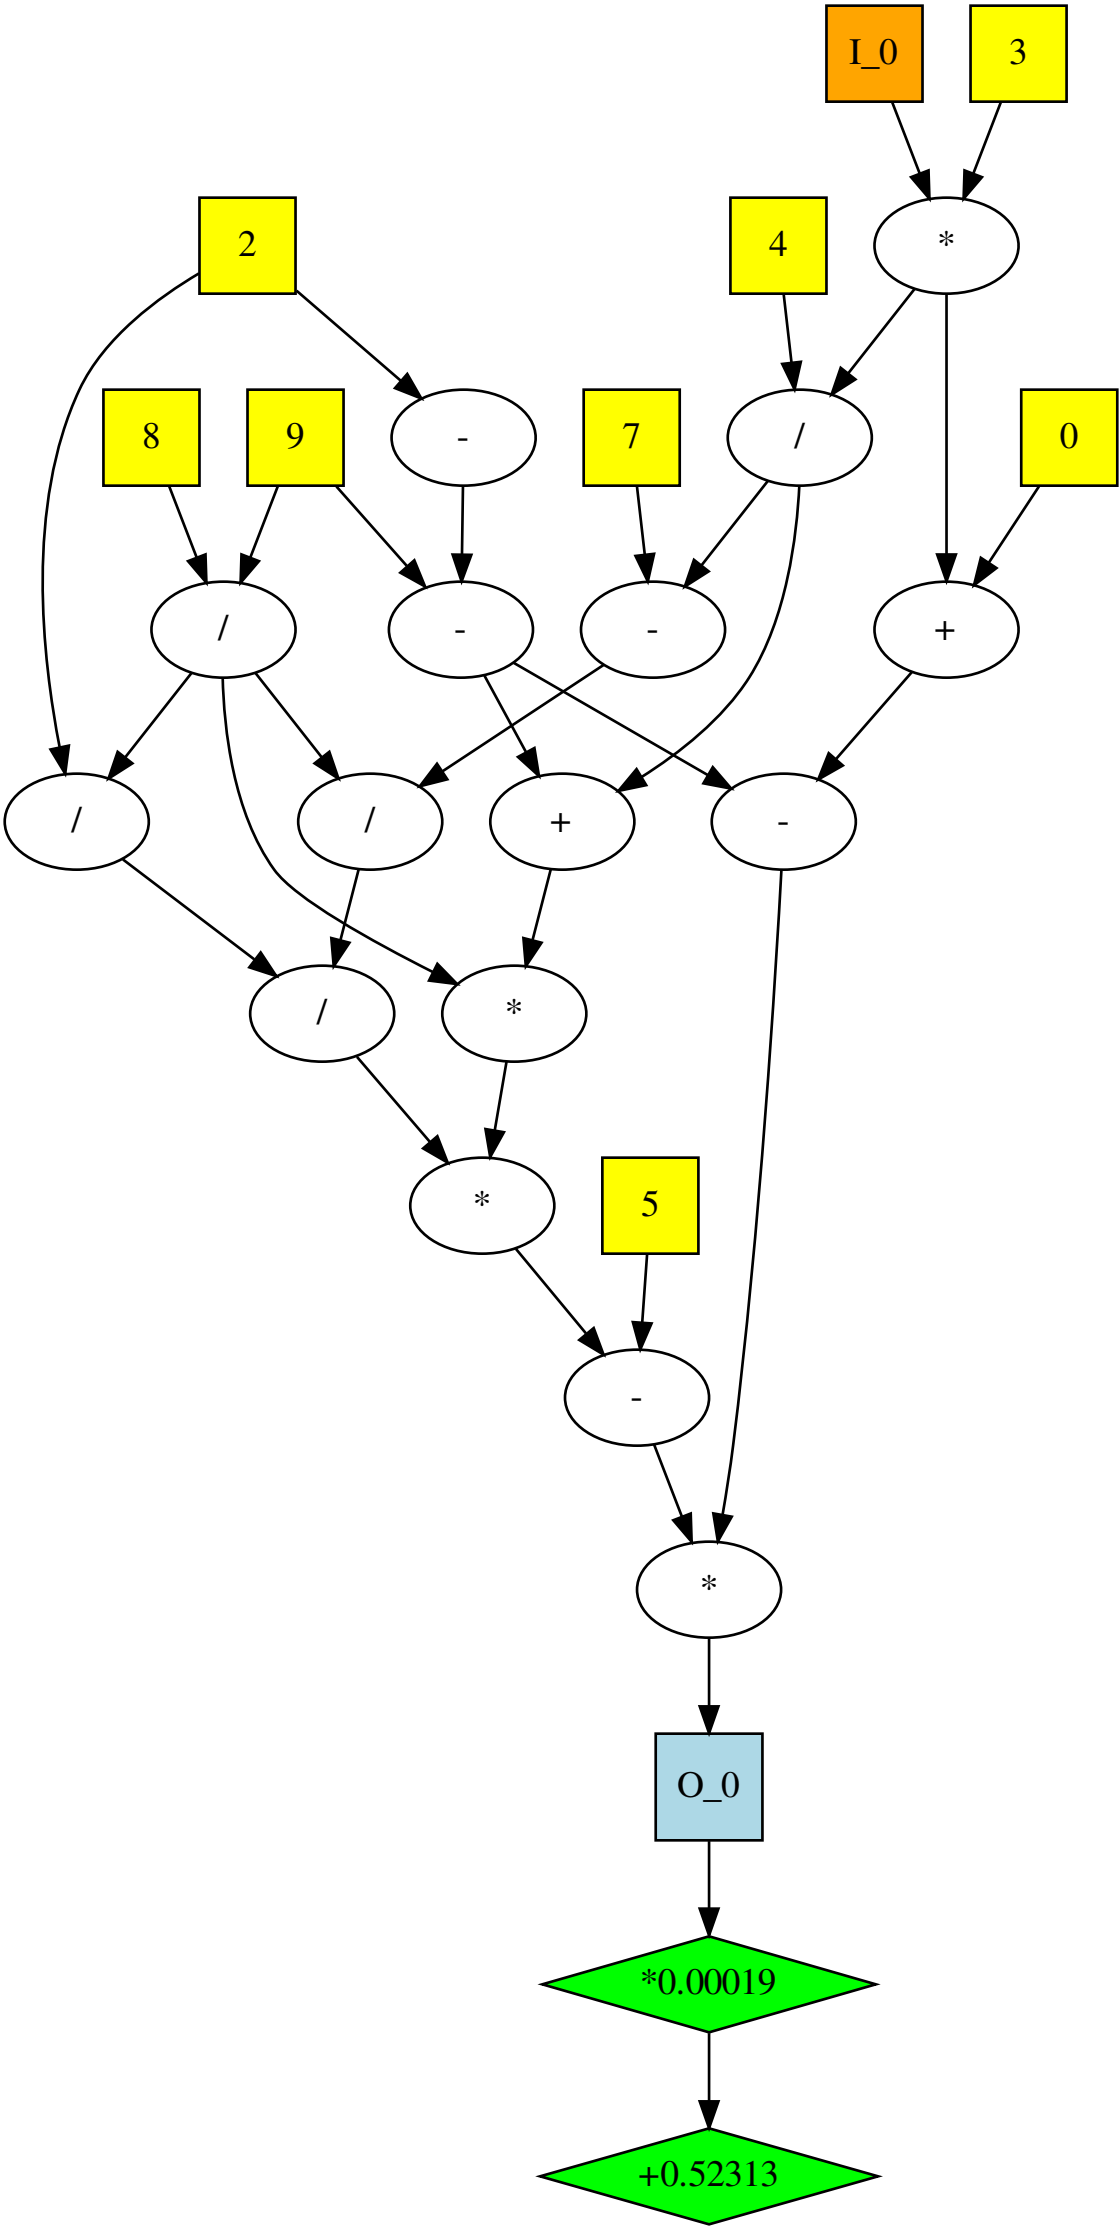 I_0 3
2 4 *
8 9 - 7 / 0
/ - - +
/ / + -
/ *
* 5
-
*
O_0
*0.00019
+0.52313